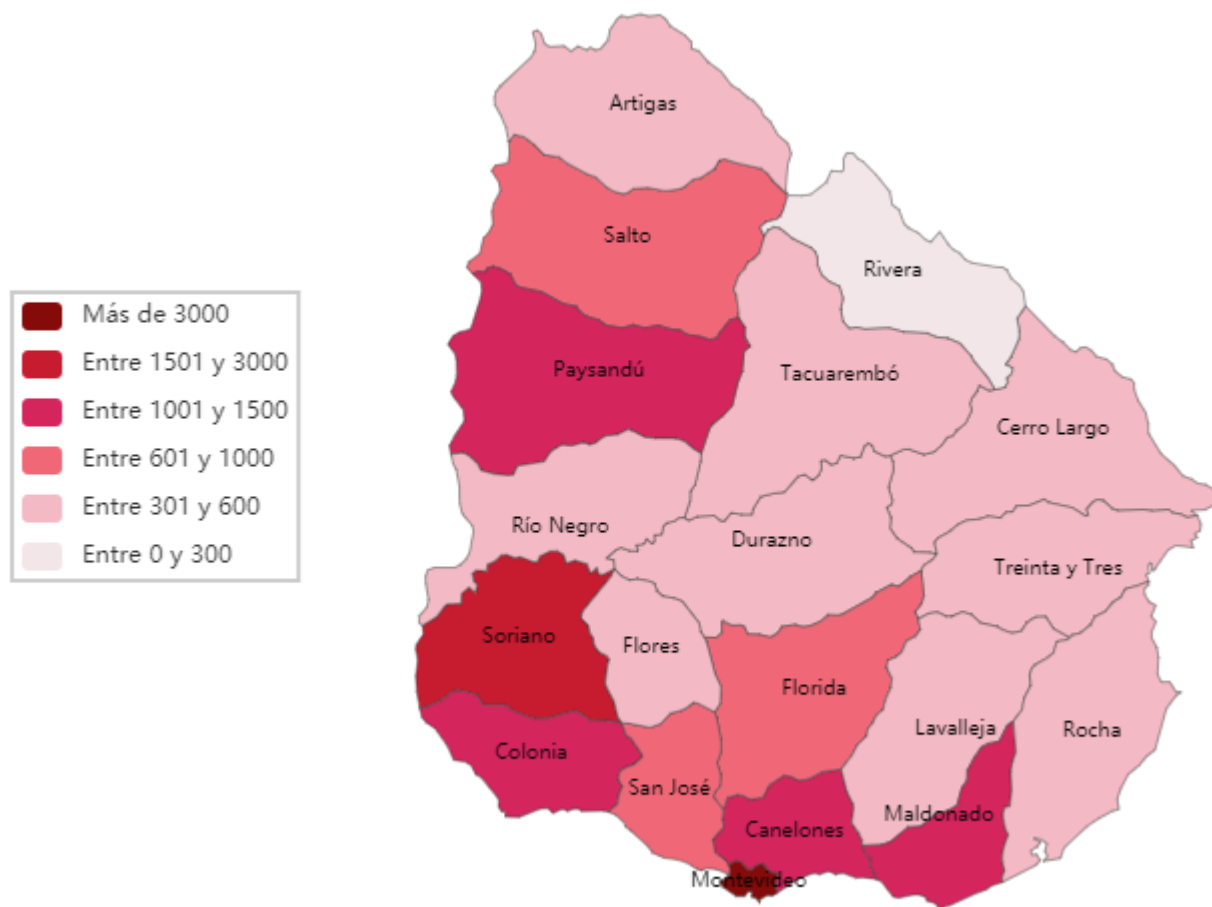 Artigas
Salto
Rivera
Más de 3000
Entre 1501 y 3000
Entre 1001 y 1500
Entre 601 y 1000
Entre 301 y 600
Entre 0 y 300
Paysandú
Tacuarembó
Cerro Largo
Río Negro
Durazno
Treinta y Tres
Soriano
Flores
Florida
Lavalleja
Rocha
Colonia
San José
Maldonado
Canelones
Montevideo